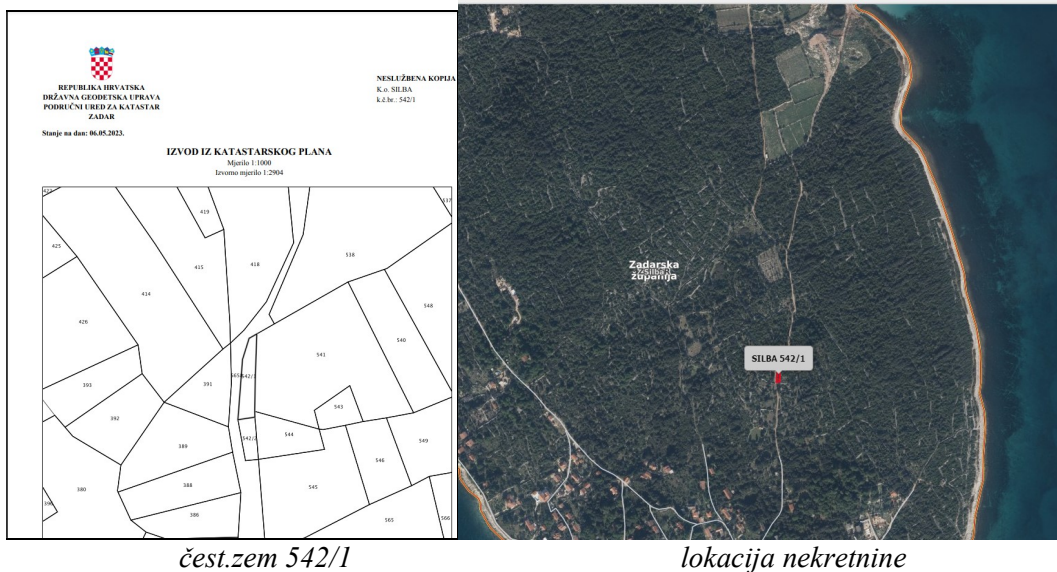 REPUBLIKA HRVATSKA
DRŽAVNA GEODETSKA UPRAVA
PODRUČNI URED ZA KATASTAR
ZADAR
Stanje na dan: 06.05.2023.
NESLUŽBENA KOPIJA
K.o. SILBA
k.č.br.: 542/1
IZVOD IZ KATASTARSKOG PLANA
Mjerilo 1:1000
Izvorno mjerilo 1:2904
419
425
415
418
538
414
548
426
540
541
393
391
542/1
392
543
389
542/2
544
549
546
380
388
545
386
565
566
Zadarska
županija
SILBA 542/1
čest.zem 542/1
lokacija nekretnine